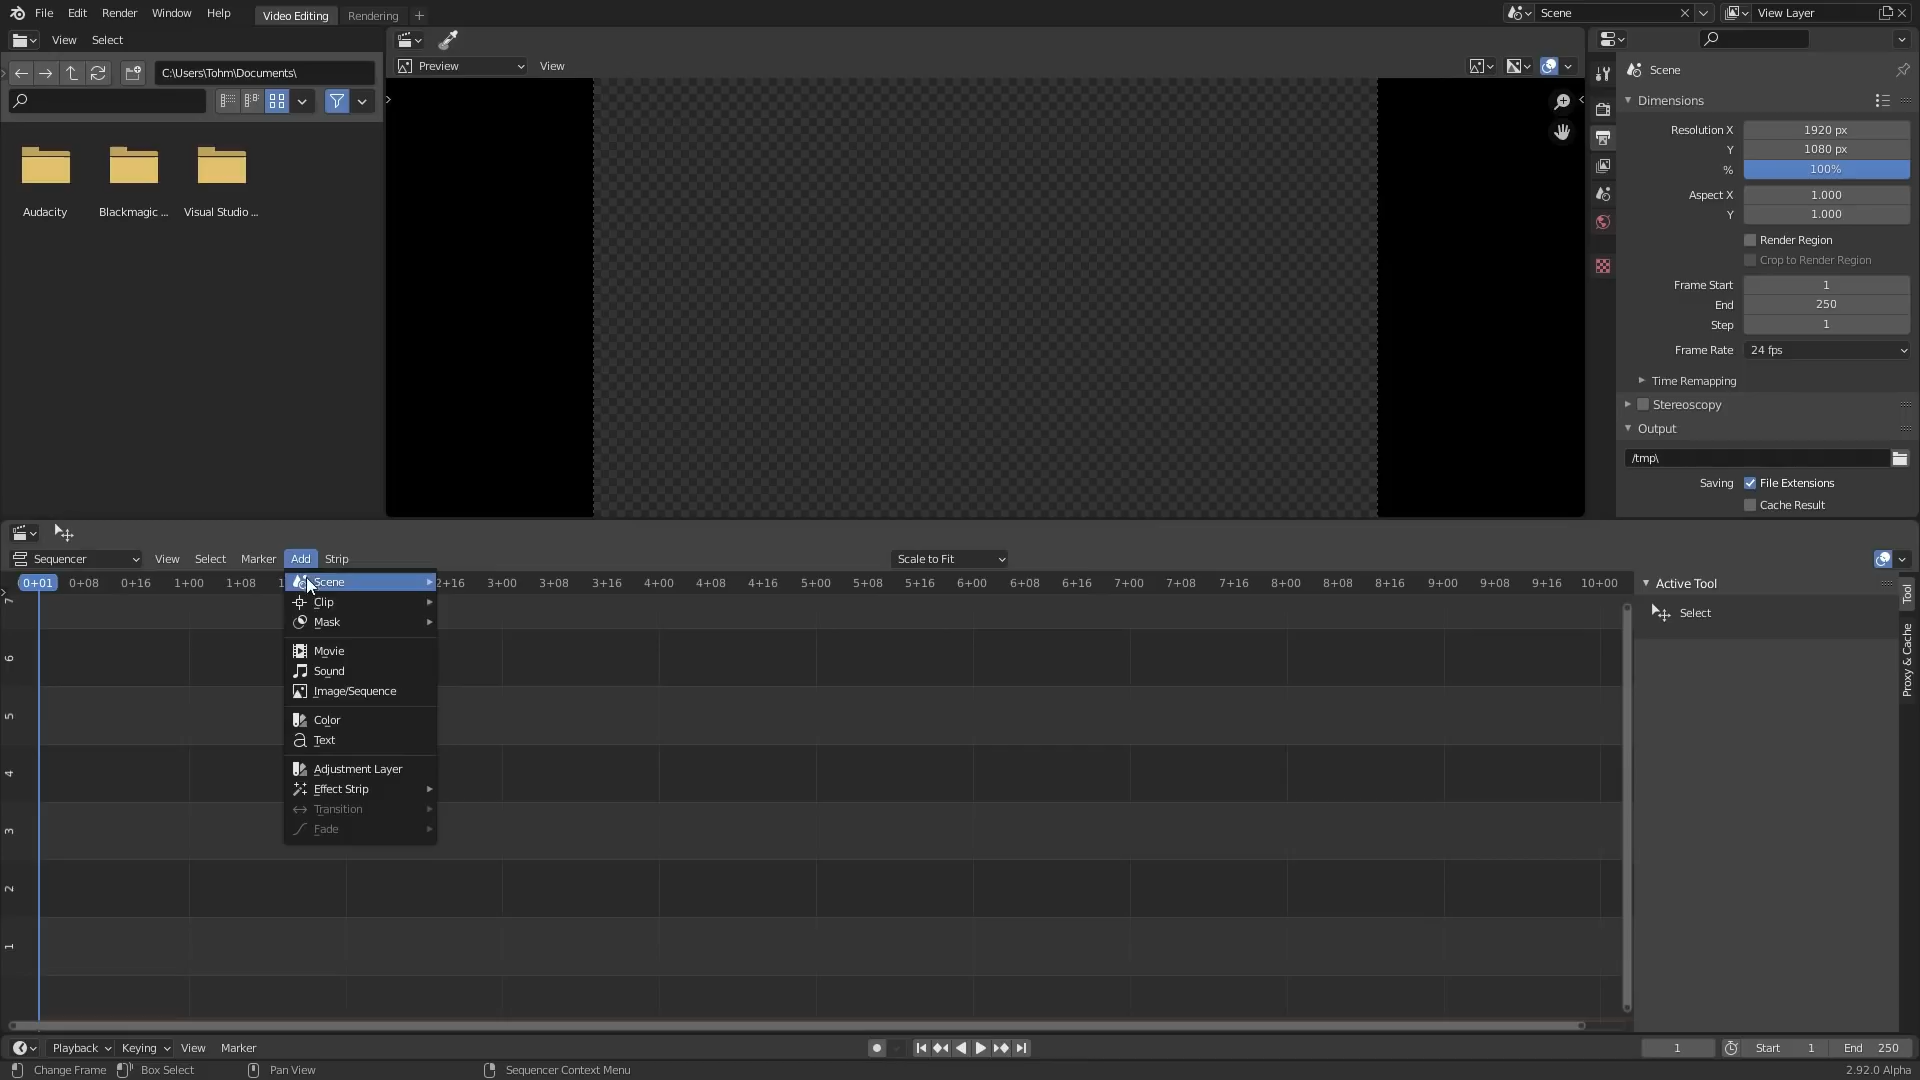 File Edit Render Window Help Video Editing Rendering + Scene View Layer
View Select
C:\Users\Tohm\Documents\
Audacity Blackmagic ... Visual Studio ...
Preview View
Scene
Dimensions
Resolution X 1920 px
Y 1080 px
% 100%
Aspect X 1.000
Y 1.000
Render Region
Crop to Render Region
Frame Start 1
End 250
Step 1
Frame Rate 24 fps
Time Remapping
Stereoscopy
Output
/tmp\
Saving File Extensions
Cache Result
Sequencer View Select Marker Add Strip Scale to Fit
0+01 0+08 0+16 1+00 1+08 2+16 3+00 3+08 3+16 4+00 4+08 4+16 5+00 5+08 5+16 6+00 6+08 6+16 7+00 7+08 7+16 8+00 8+08 8+16 9+00 9+08 9+16 10+00
Scene
Clip
Mask
Movie
Sound
Image/Sequence
Color
Text
Adjustment Layer
Effect Strip
Transition
Fade
7
6
5
4
3
2
1
Active Tool
Select
Tool
Proxy & Cache
Playback Keying View Marker 1 Start 1 End 250
Change Frame Box Select Pan View Sequencer Context Menu 2.92.0 Alpha